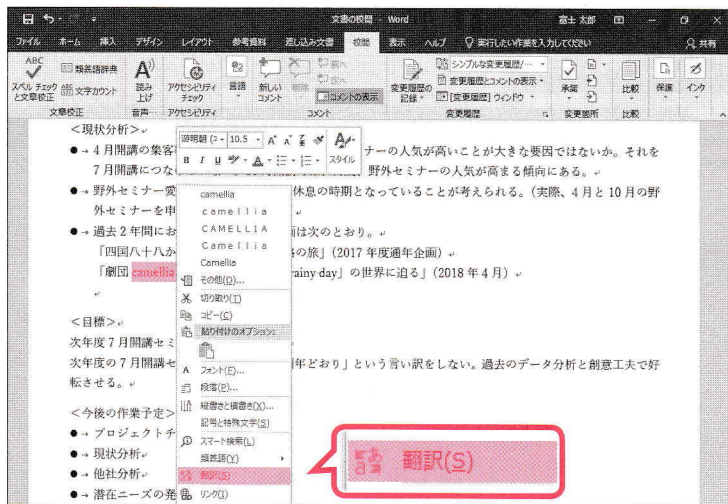 文書の校閲 - Word
富士 太郎
ファイル ホーム 挿入 デザイン レイアウト 参考資料 差し込み文書 校閲 表示 ヘルプ 実行したい作業を入力してください 共有
ABC
スペル チェックと文章校正
類義語辞典
文字カウント
読み上げ
アクセシビリティ チェック
言語
新しいコメント
削除
前へ
次へ
コメントの表示
変更履歴の記録
シンプルな変更履歴/…
変更履歴とコメントの表示
[変更履歴] ウィンドウ
承諾
比較
保護
インク
文章校正 音声… アクセシビリティ コメント 変更履歴 変更箇所 比較
<現状分析>
● 4月開講の集客
ナーの人気が高いことが大きな要因ではないか。それを
7月開講につな
野外セミナーの人気が高まる傾向にある。
● 野外セミナー愛
休息の時期となっていることが考えられる。(実際、4月と10月の野
外セミナーを申
● 過去2年間にお
画は次のとおり。
「四国八十八か
路の旅」(2017年度通年企画)
「劇団 camellia
rainy day」の世界に迫る」(2018年4月)
<目標>
次年度7月開講セミ
次年度の7月開講セ
年どおり」という言い訳をしない。過去のデータ分析と創意工夫で好
転させる。
<今後の作業予定>
● プロジェクトチ
● 現状分析
● 他社分析
● 潜在ニーズの発
游明朝 (ス 10.5
B I U
スタイル
camellia
camellia
CAMELLIA
Camellia
Camellia
その他(O)...
切り取り(T)
コピー(C)
貼り付けのオプション:
フォント(F)...
段落(P)...
縦書きと横書き(X)...
記号と特殊文字(S)
スマート検索(L)
類義語(Y)
翻訳(S)
リンク(I)
翻訳(S)